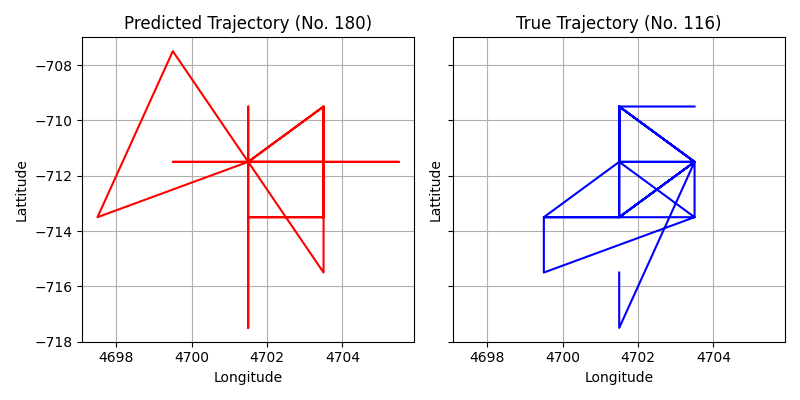 Predicted Trajectory (No. 180)
True Trajectory (No. 116)
Lattitude
−708
−710
−712
−714
−716
−718
4698 4700 4702 4704
Longitude
Lattitude
4698 4700 4702 4704
Longitude